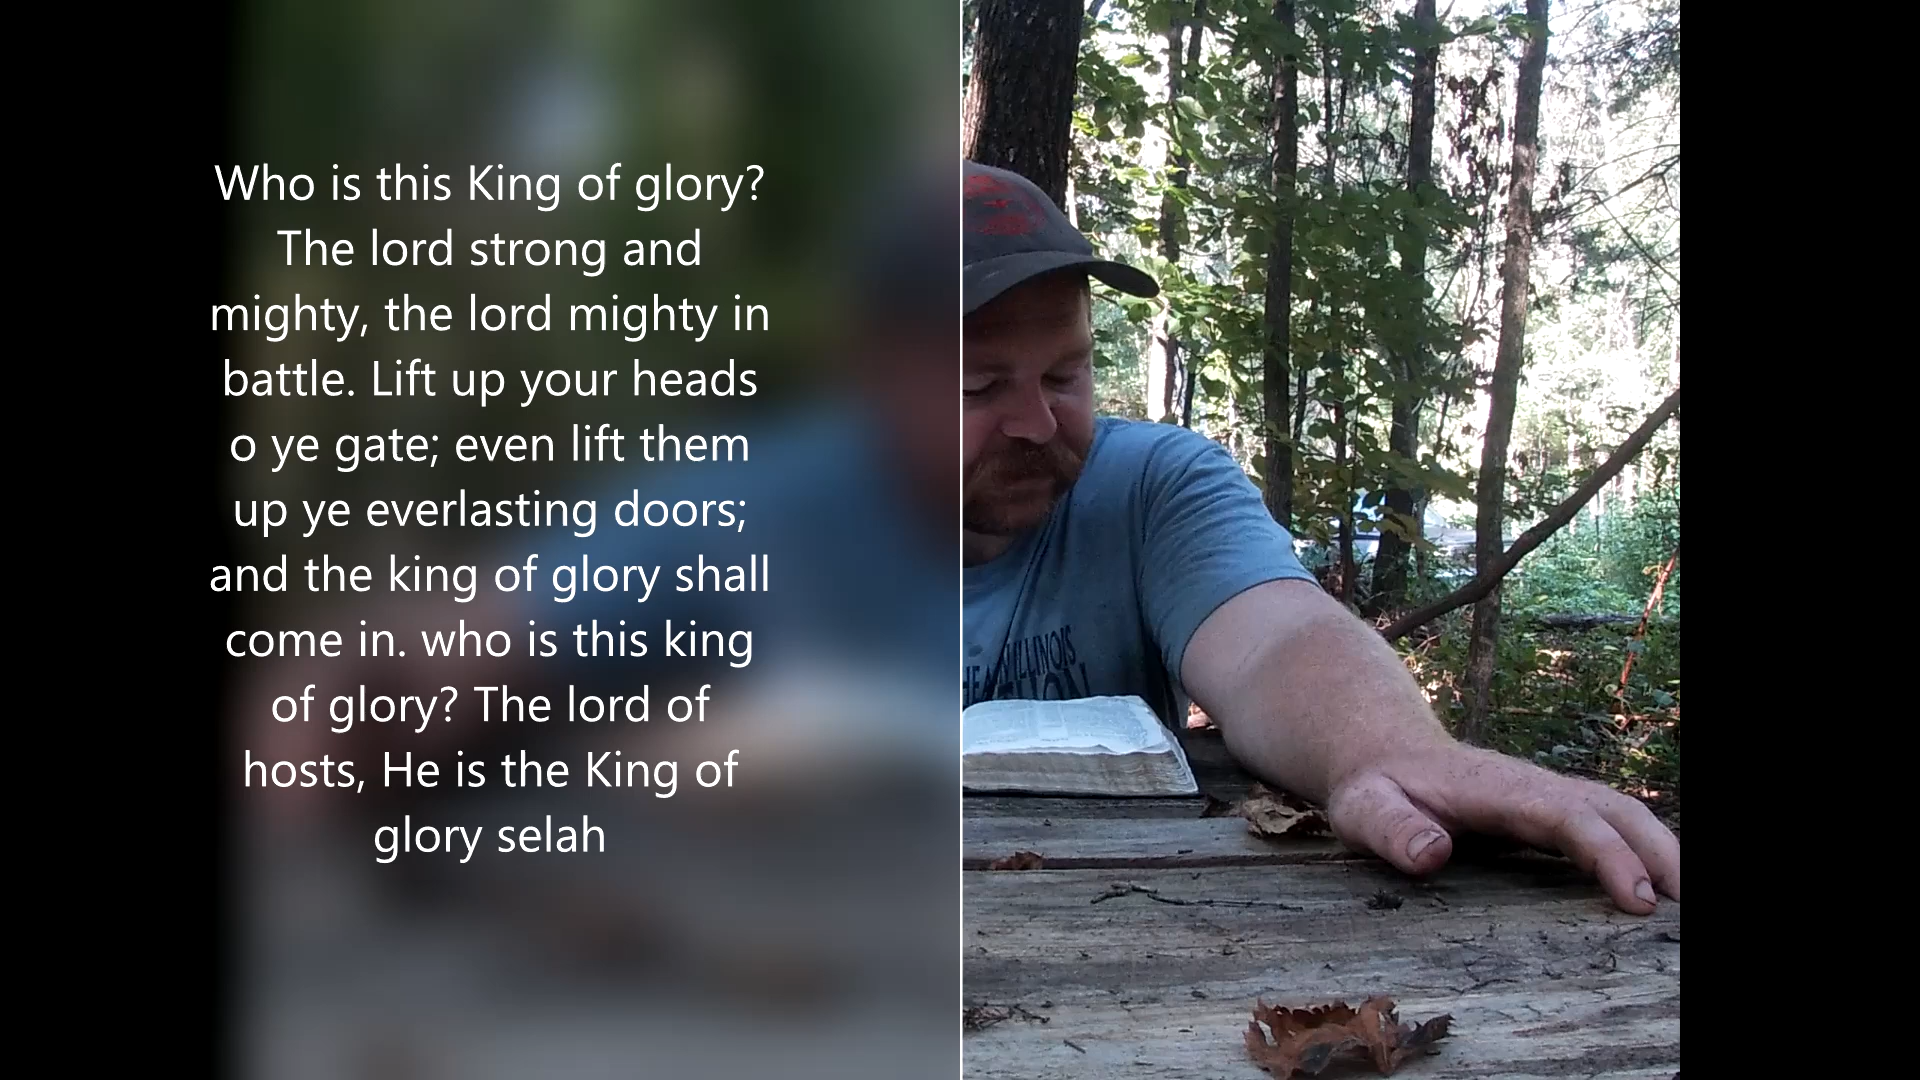 Who is this King of glory?
The lord strong and
mighty, the lord mighty in
battle. Lift up your heads
o ye gate; even lift them
up ye everlasting doors;
and the king of glory shall
come in. who is this king
of glory? The lord of
hosts, He is the King of
glory selah
ILLINOIS